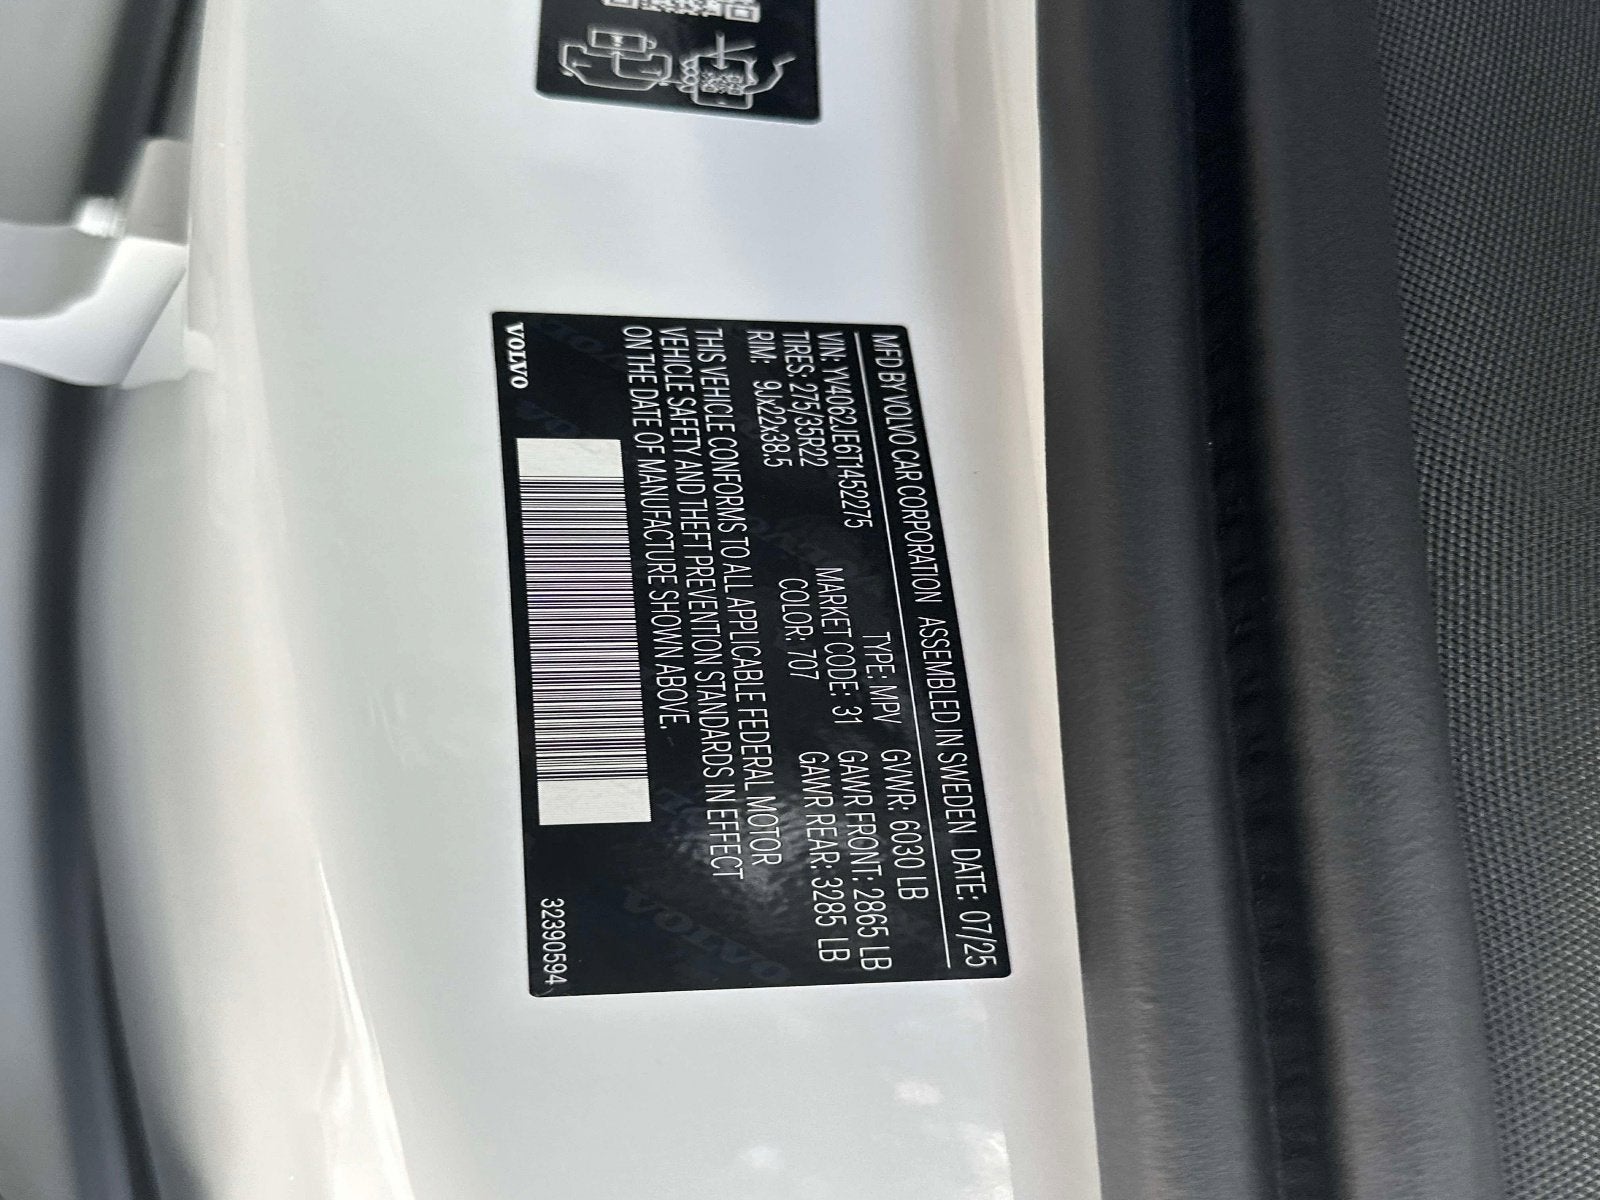 MFD BY VOLVO CAR CORPORATION ASSEMBLED IN SWEDEN DATE: 07/25
VIN: YV4062JE6T1452275 TYPE: MPV GVWR: 6030 LB
TIRES: 275/35R22 MARKET CODE: 31 GAWR FRONT: 2865 LB
RIM: 9Jx22x38.5 COLOR: 707 GAWR REAR: 3285 LB
THIS VEHICLE CONFORMS TO ALL APPLICABLE FEDERAL MOTOR
VEHICLE SAFETY AND THEFT PREVENTION STANDARDS IN EFFECT
ON THE DATE OF MANUFACTURE SHOWN ABOVE.
VOLVO 32390594